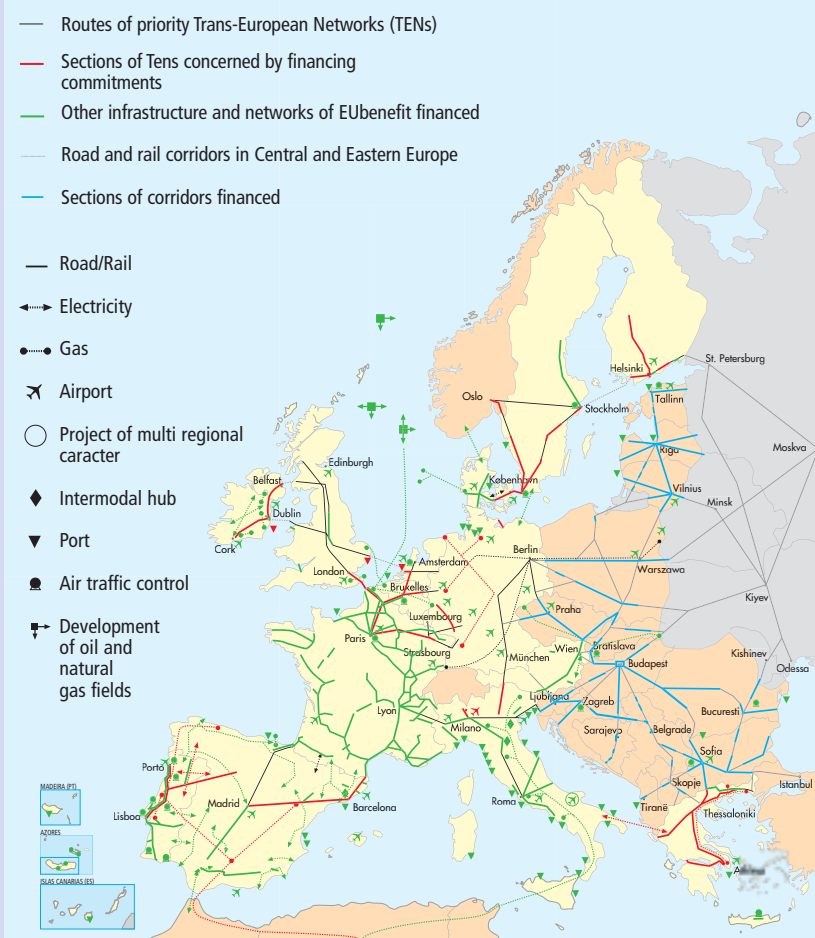 Routes of priority Trans-European Networks (TENs)
Sections of Tens concerned by financing
commitments
Other infrastructure and networks of EUbenefit financed
Road and rail corridors in Central and Eastern Europe
Sections of corridors financed
Road/Rail
Electricity
Gas
Airport
Project of multi regional
caracter
Intermodal hub
Port
Air traffic control
Development
of oil and
natural
gas fields
St. Petersburg
Helsinki
Oslo
Tallinn
Stockholm
Moskva
Riga
Edinburgh
Belfast
København
Vilnius
Minsk
Dublin
Cork
Berlin
Amsterdam
London
Warszawa
Bruxelles
Kiyev
Praha
Luxembourg
Paris
Strasbourg
Wien
Bratislava
Kishinev
München
Budapest
Odessa
Ljubljana
Zagreb
Lyon
Bucuresti
Milano
Sarajevo
Belgrade
Sofia
Porto
Skopje
Istanbul
MADEIRA (PT)
Madrid
Roma
Tiranë
Barcelona
Thessaloniki
Lisboa
AZORES
ISLAS CANARIAS (ES)